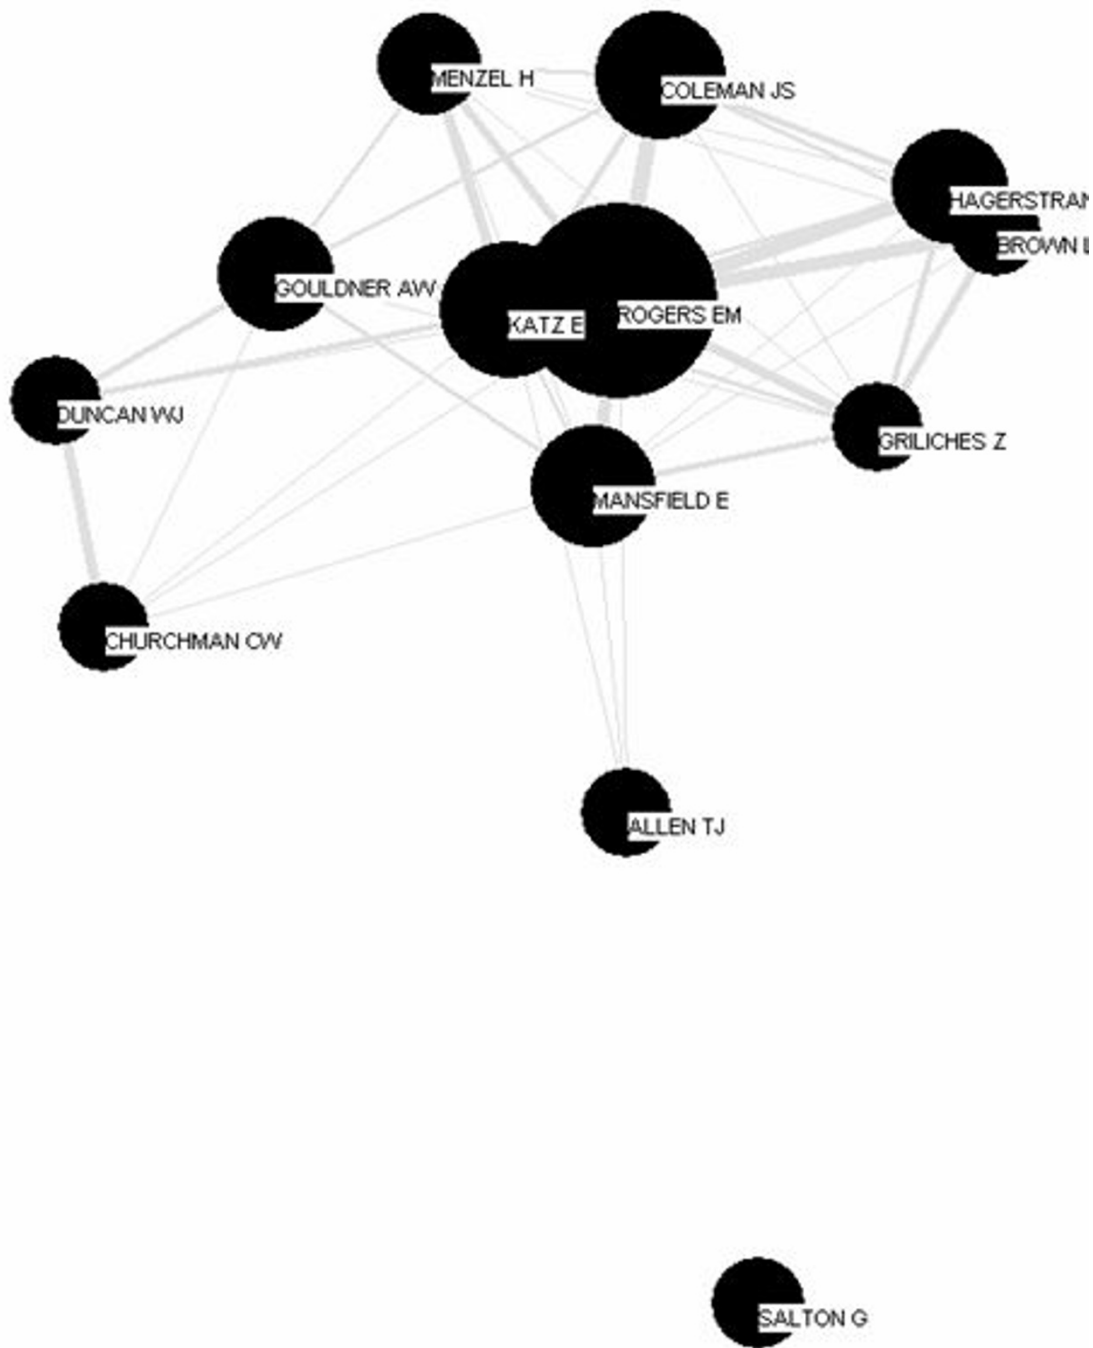 MENZEL H
COLEMAN JS
HAGERSTRAN
BROWN L
GOULDNER AW
KATZ E
ROGERS EM
DUNCAN WJ
GRILICHES Z
MANSFIELD E
CHURCHMAN CW
ALLEN TJ
SALTON G